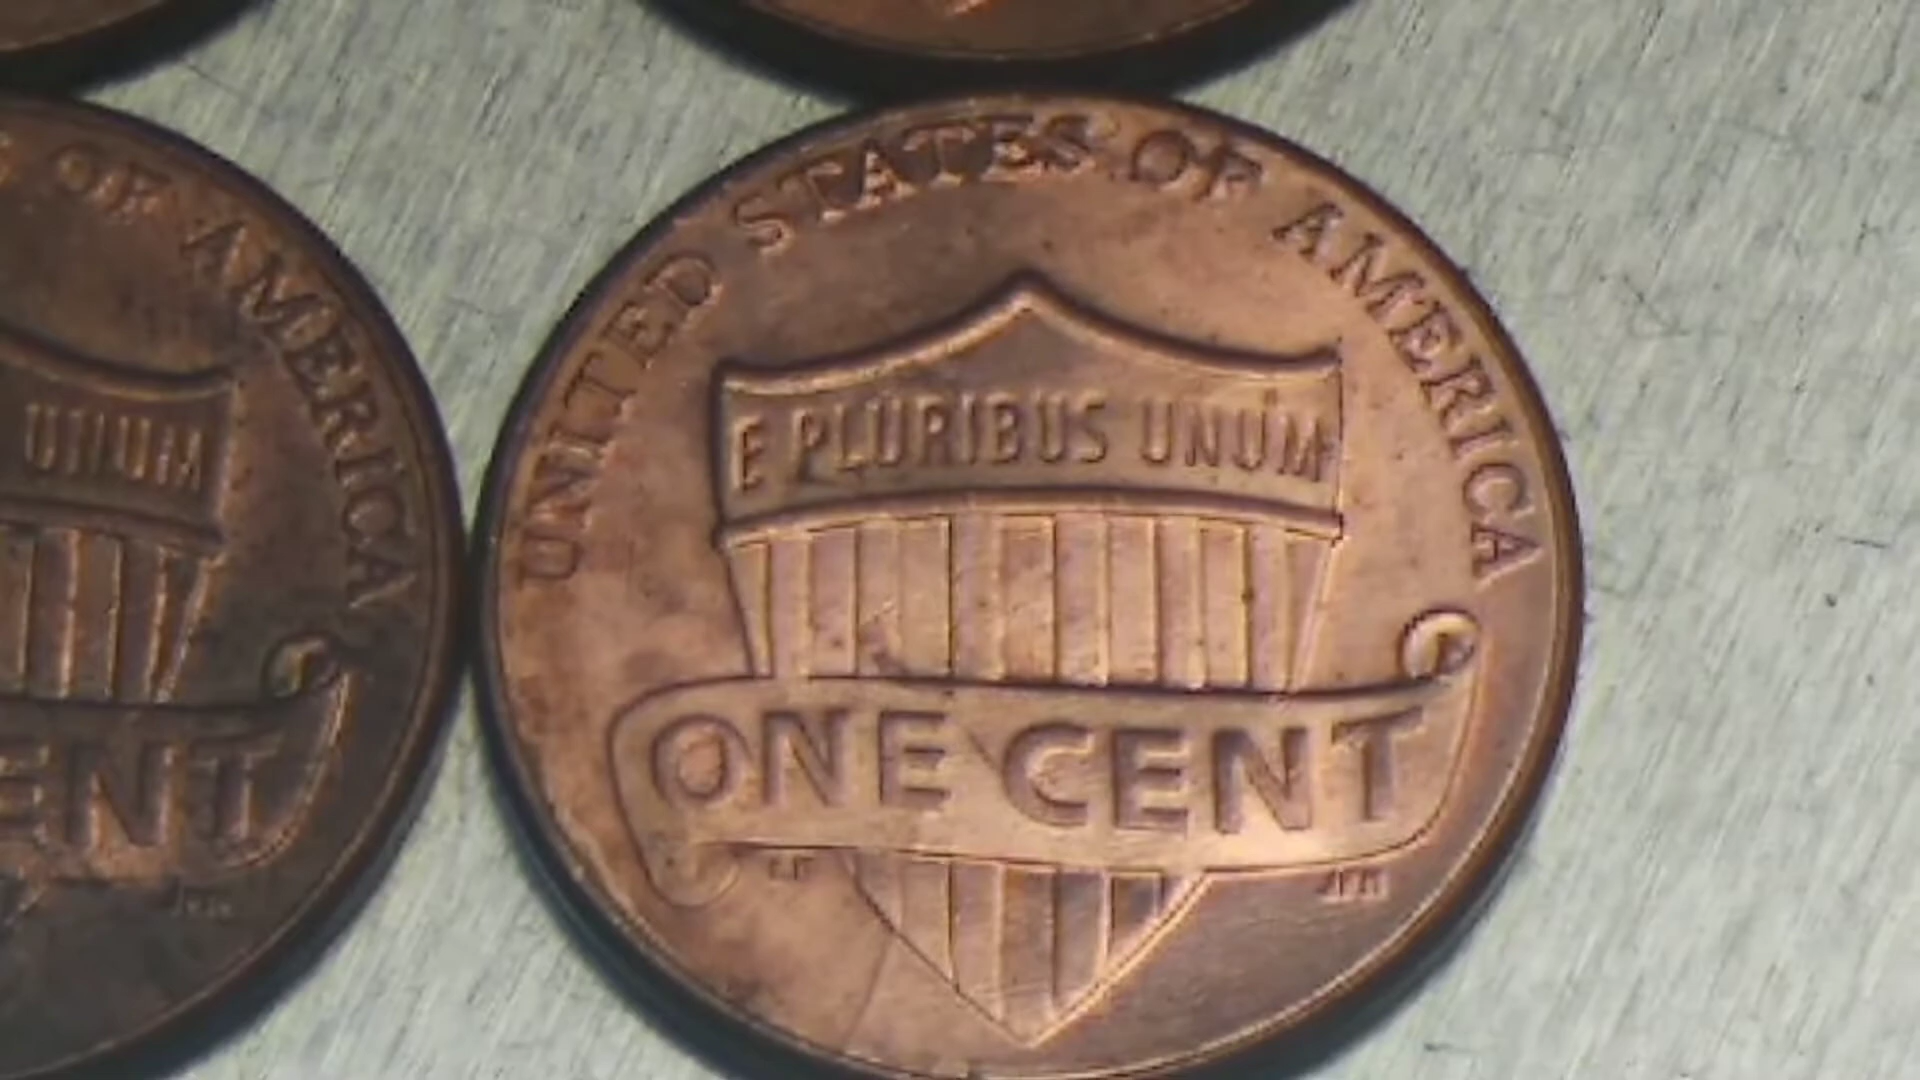 OF AMERICA
UNUM
ENT
UNITED STATES OF AMERICA
E PLURIBUS UNUM
ONE CENT